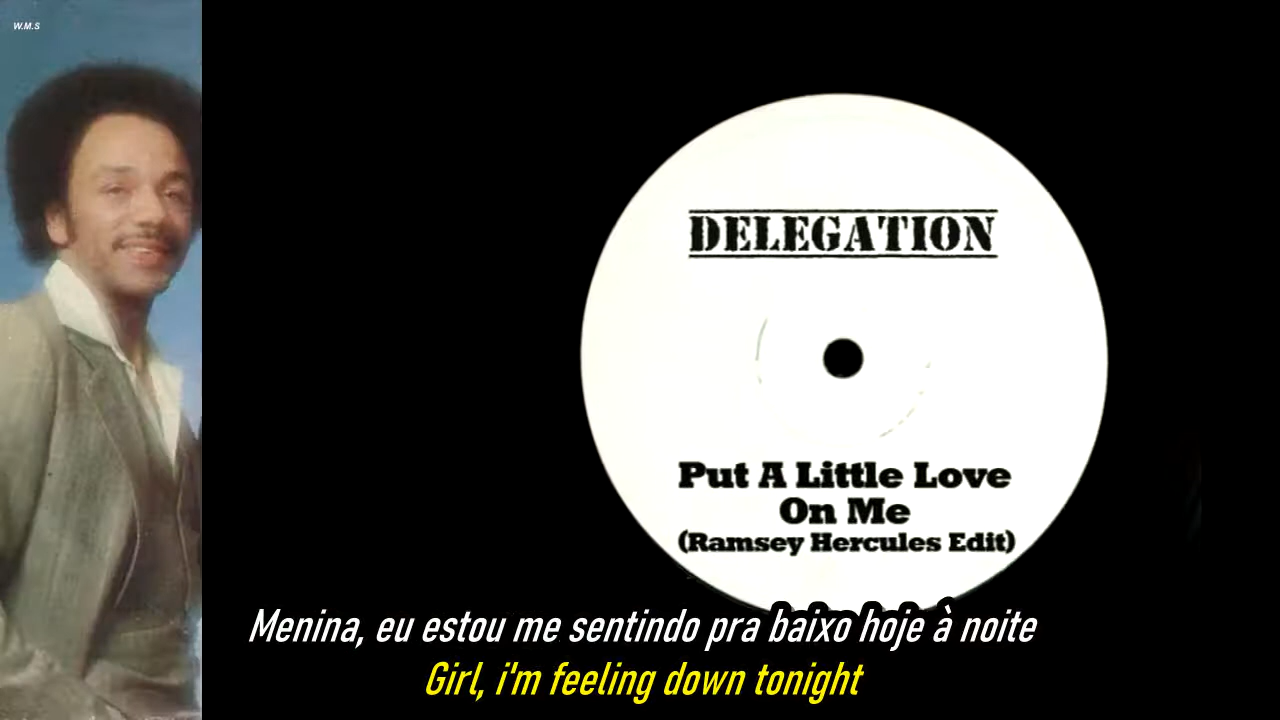 W.M.S
DELEGATION
Put A Little Love
On Me
(Ramsey Hercules Edit)
Menina, eu estou me sentindo pra baixo hoje à noite
Girl, i'm feeling down tonight